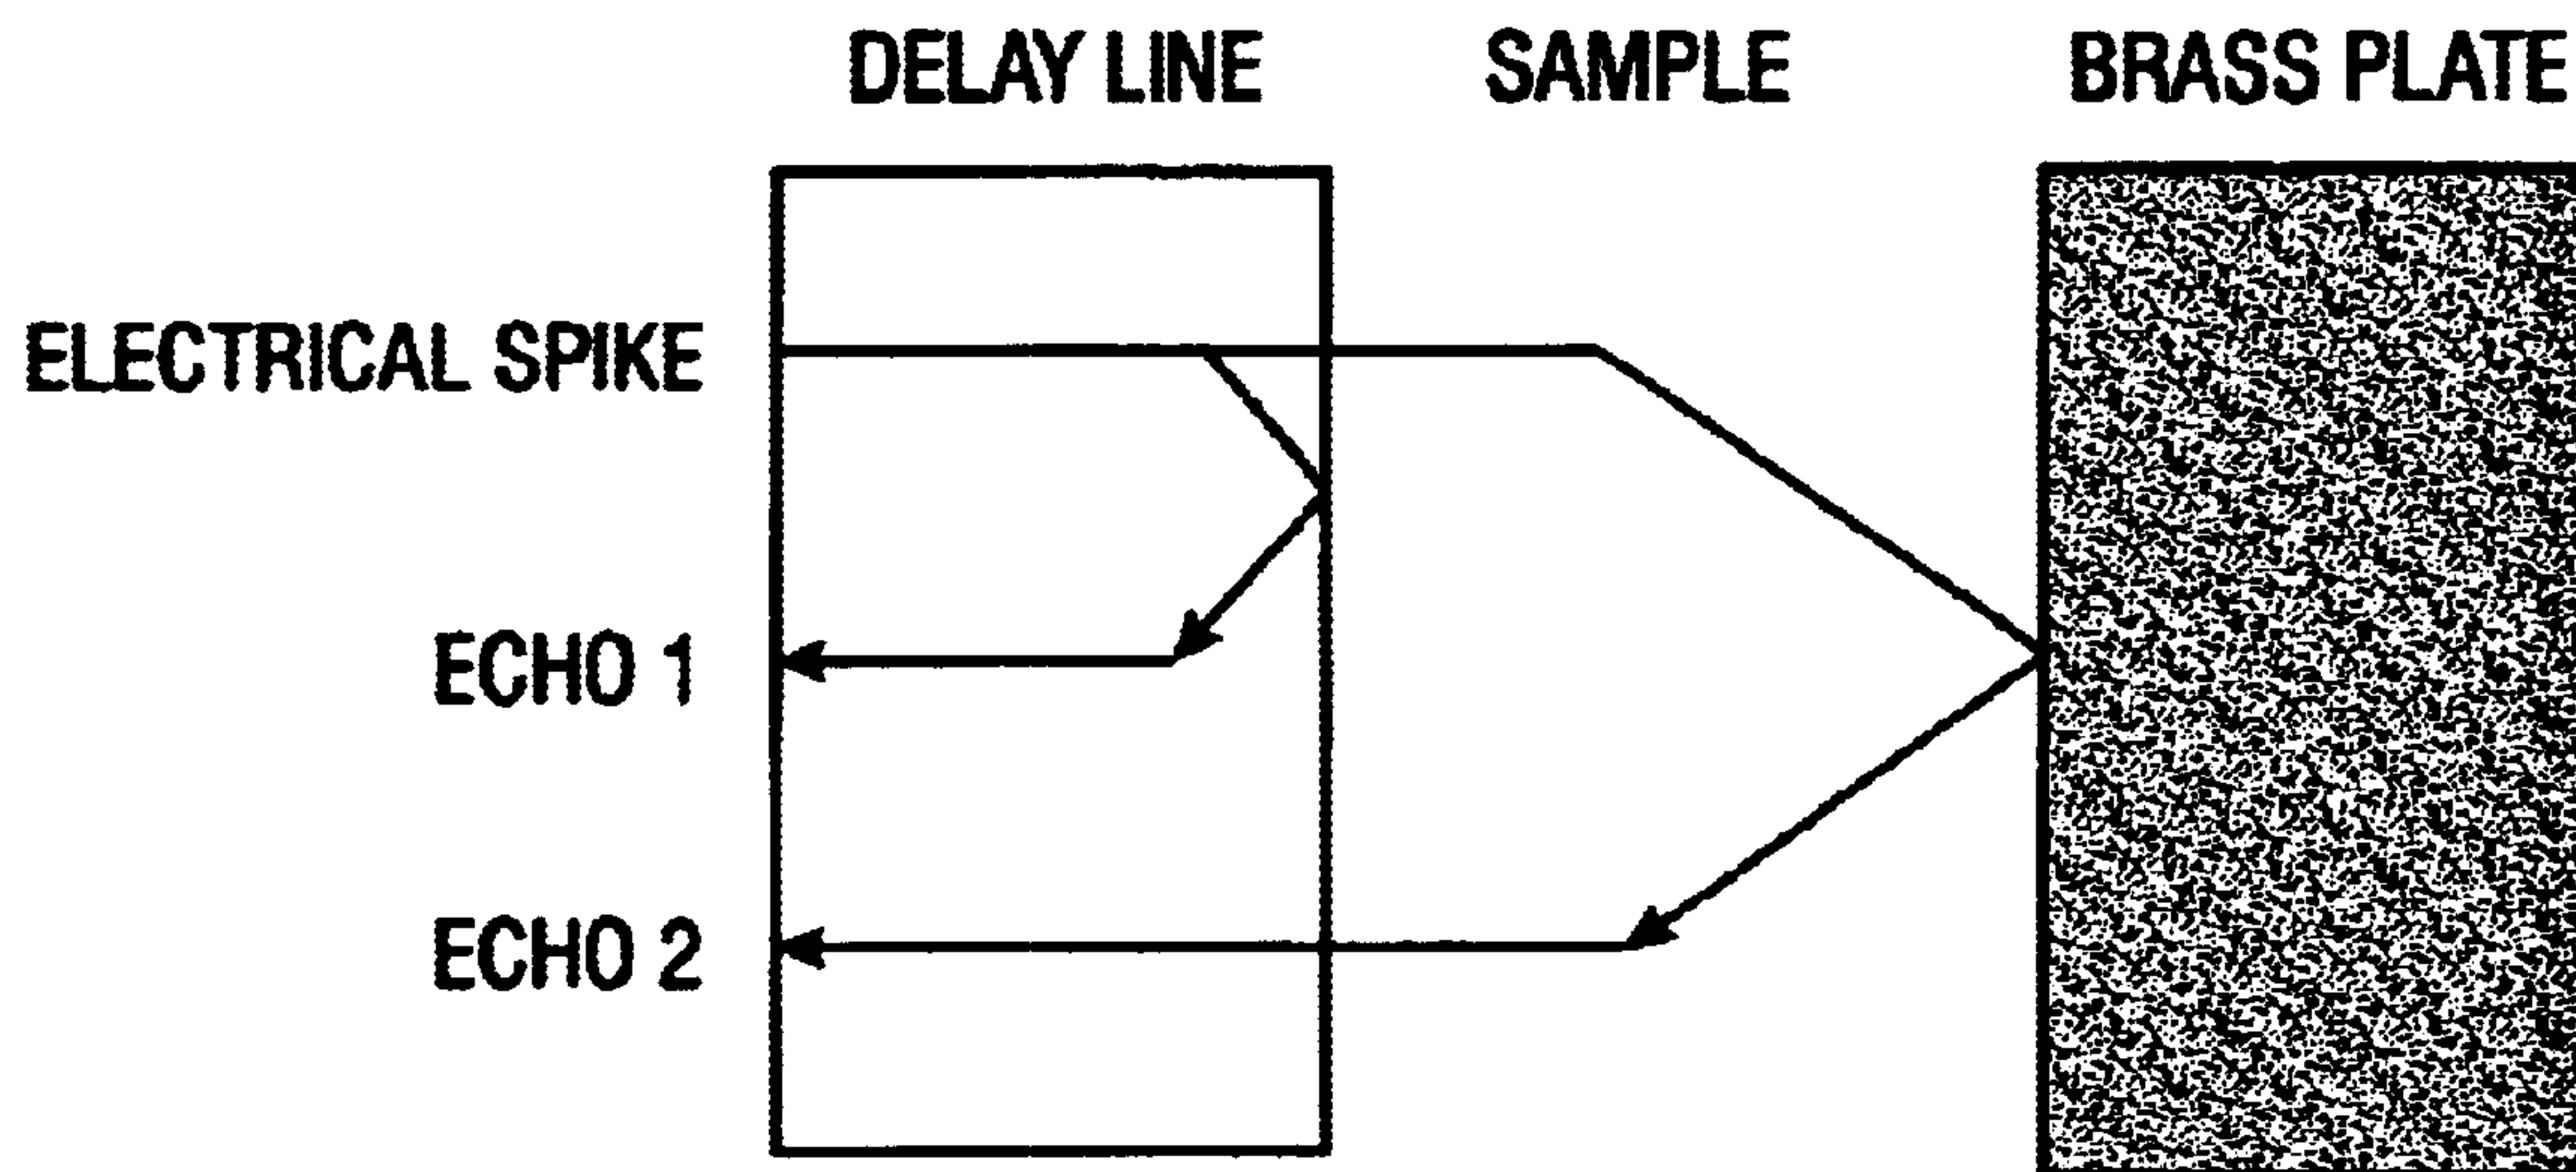 DELAY LINE SAMPLE BRASS PLATE
ELECTRICAL SPIKE
ECHO 1
ECHO 2